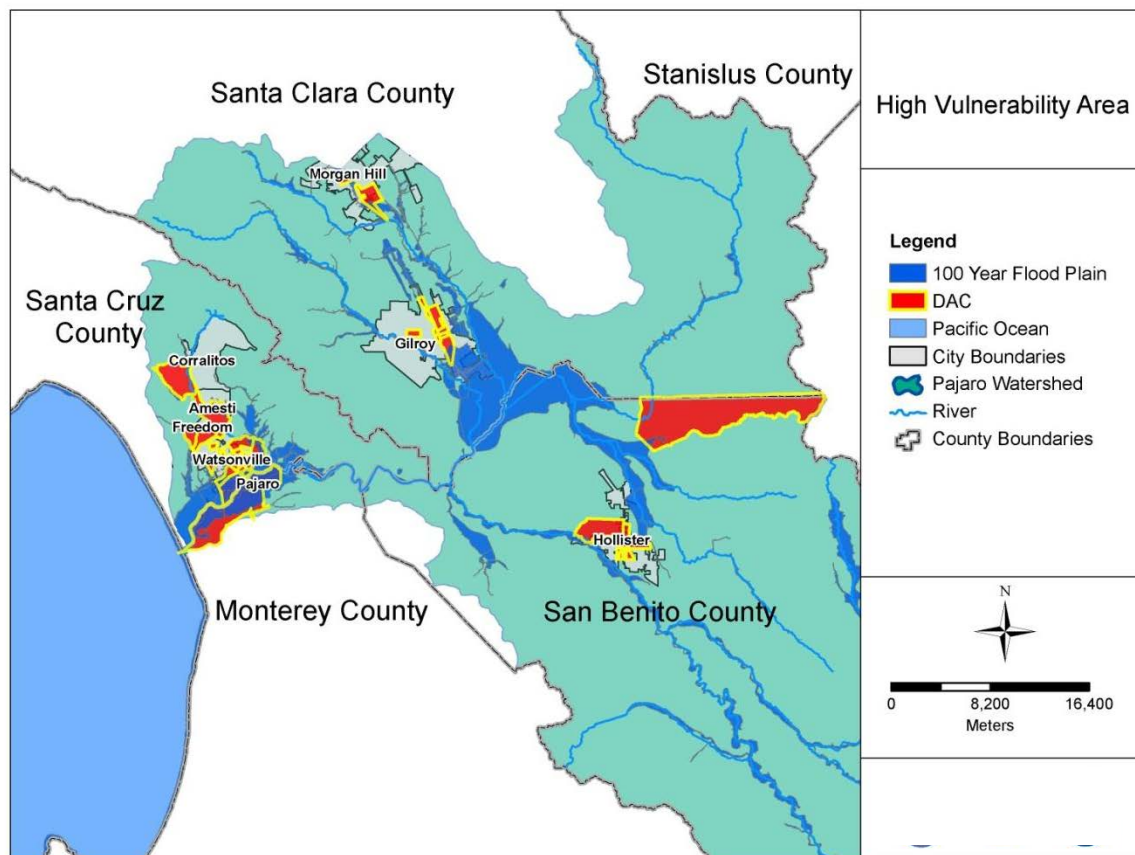 Santa Clara County
Stanislus County
Morgan Hill
Santa Cruz
County
Gilroy
Corralitos
Amesti
Freedom
Watsonville
Pajaro
Hollister
Monterey County
San Benito County
High Vulnerability Area
Legend
100 Year Flood Plain
DAC
Pacific Ocean
City Boundaries
Pajaro Watershed
River
County Boundaries
N
0 8,200 16,400
Meters